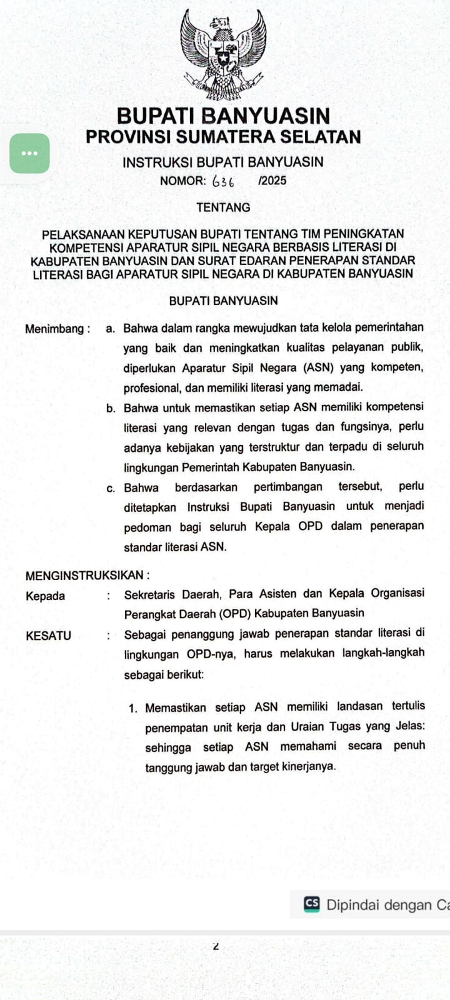 BUPATI BANYUASIN
PROVINSI SUMATERA SELATAN
INSTRUKSI BUPATI BANYUASIN
NOMOR: 636 /2025
TENTANG
PELAKSANAAN KEPUTUSAN BUPATI TENTANG TIM PENINGKATAN
KOMPETENSI APARATUR SIPIL NEGARA BERBASIS LITERASI DI
KABUPATEN BANYUASIN DAN SURAT EDARAN PENERAPAN STANDAR
LITERASI BAGI APARATUR SIPIL NEGARA DI KABUPATEN BANYUASIN
BUPATI BANYUASIN
Menimbang : a. Bahwa dalam rangka mewujudkan tata kelola pemerintahan
yang baik dan meningkatkan kualitas pelayanan publik,
diperlukan Aparatur Sipil Negara (ASN) yang kompeten,
profesional, dan memiliki literasi yang memadai.
b. Bahwa untuk memastikan setiap ASN memiliki kompetensi
literasi yang relevan dengan tugas dan fungsinya, perlu
adanya kebijakan yang terstruktur dan terpadu di seluruh
lingkungan Pemerintah Kabupaten Banyuasin.
c. Bahwa berdasarkan pertimbangan tersebut, perlu
ditetapkan Instruksi Bupati Banyuasin untuk menjadi
pedoman bagi seluruh Kepala OPD dalam penerapan
standar literasi ASN.
MENGINSTRUKSIKAN :
Kepada : Sekretaris Daerah, Para Asisten dan Kepala Organisasi
Perangkat Daerah (OPD) Kabupaten Banyuasin
KESATU : Sebagai penanggung jawab penerapan standar literasi di
lingkungan OPD-nya, harus melakukan langkah-langkah
sebagai berikut:
1. Memastikan setiap ASN memiliki landasan tertulis
penempatan unit kerja dan Uraian Tugas yang Jelas:
sehingga setiap ASN memahami secara penuh
tanggung jawab dan target kinerjanya.
CS Dipindai dengan Ca
2